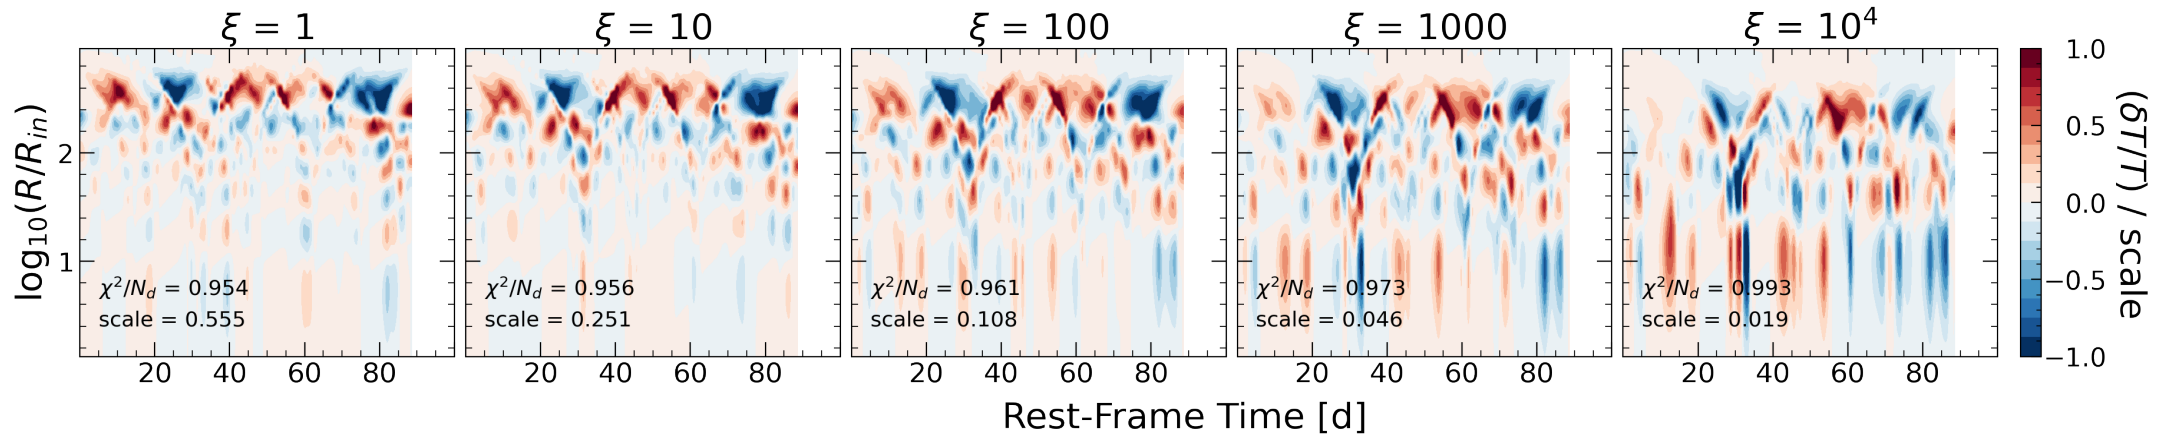 ξ = 1
ξ = 10
ξ = 100
ξ = 1000
ξ = 10⁴
log₁₀(R/Rᵢₙ)
2
1
χ²/N_d = 0.954
scale = 0.555
χ²/N_d = 0.956
scale = 0.251
χ²/N_d = 0.961
scale = 0.108
χ²/N_d = 0.973
scale = 0.046
χ²/N_d = 0.993
scale = 0.019
20 40 60 80
20 40 60 80
20 40 60 80
20 40 60 80
20 40 60 80
Rest-Frame Time [d]
1.0
0.5
0.0
−0.5
−1.0
(δT/T) / scale